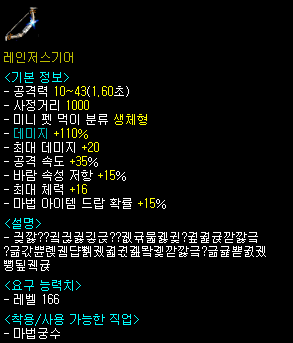 레인저스기어
<기본 정보>
- 공격력 10~43(1,60초)
- 사정거리 1000
- 미니 펫 먹이 분류 생체형
- 데미지 +110%
- 최대 데미지 +20
- 공격 속도 +35%
- 바람 속성 저항 +15%
- 최대 체력 +16
- 마법 아이템 드랍 확률 +15%
<설명>
<요구 능력치>
- 레벨 166
<착용/사용 가능한 직업>
- 마법궁수